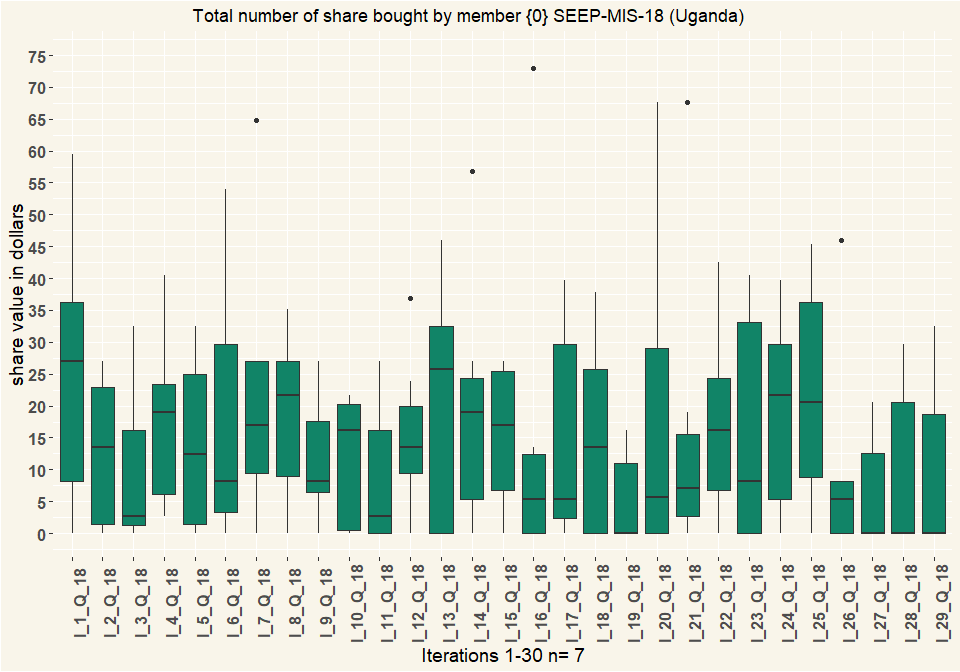 Total number of share bought by member {0} SEEP-MIS-18 (Uganda)
share value in dollars
75
70
65
60
55
50
45
40
35
30
25
20
15
10
5
0
I_1_Q_18
I_2_Q_18
I_3_Q_18
I_4_Q_18
I_5_Q_18
I_6_Q_18
I_7_Q_18
I_8_Q_18
I_9_Q_18
I_10_Q_18
I_11_Q_18
I_12_Q_18
I_13_Q_18
I_14_Q_18
I_15_Q_18
I_16_Q_18
I_17_Q_18
I_18_Q_18
I_19_Q_18
I_20_Q_18
I_21_Q_18
I_22_Q_18
I_23_Q_18
I_24_Q_18
I_25_Q_18
I_26_Q_18
I_27_Q_18
I_28_Q_18
I_29_Q_18
Iterations 1-30 n= 7